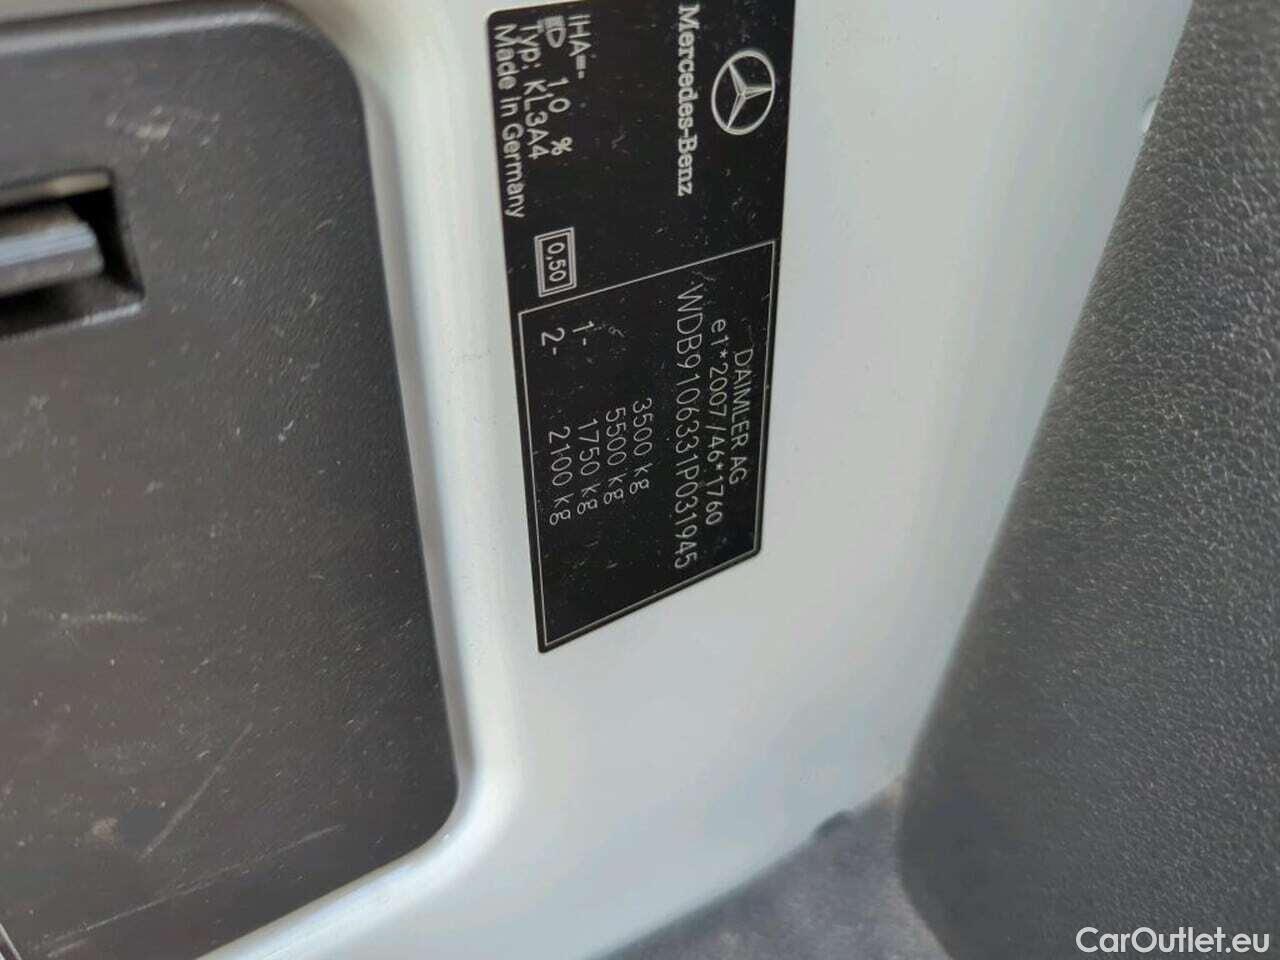 Mercedes-Benz
IHA=-
1,0 %
Typ: KL3A4
Made in Germany
0,50
DAIMLER AG
e1*2007/46*1760
WDB9106331P031945
3500 kg
5500 kg
1- 1750 kg
2- 2100 kg
CarOutlet.eu